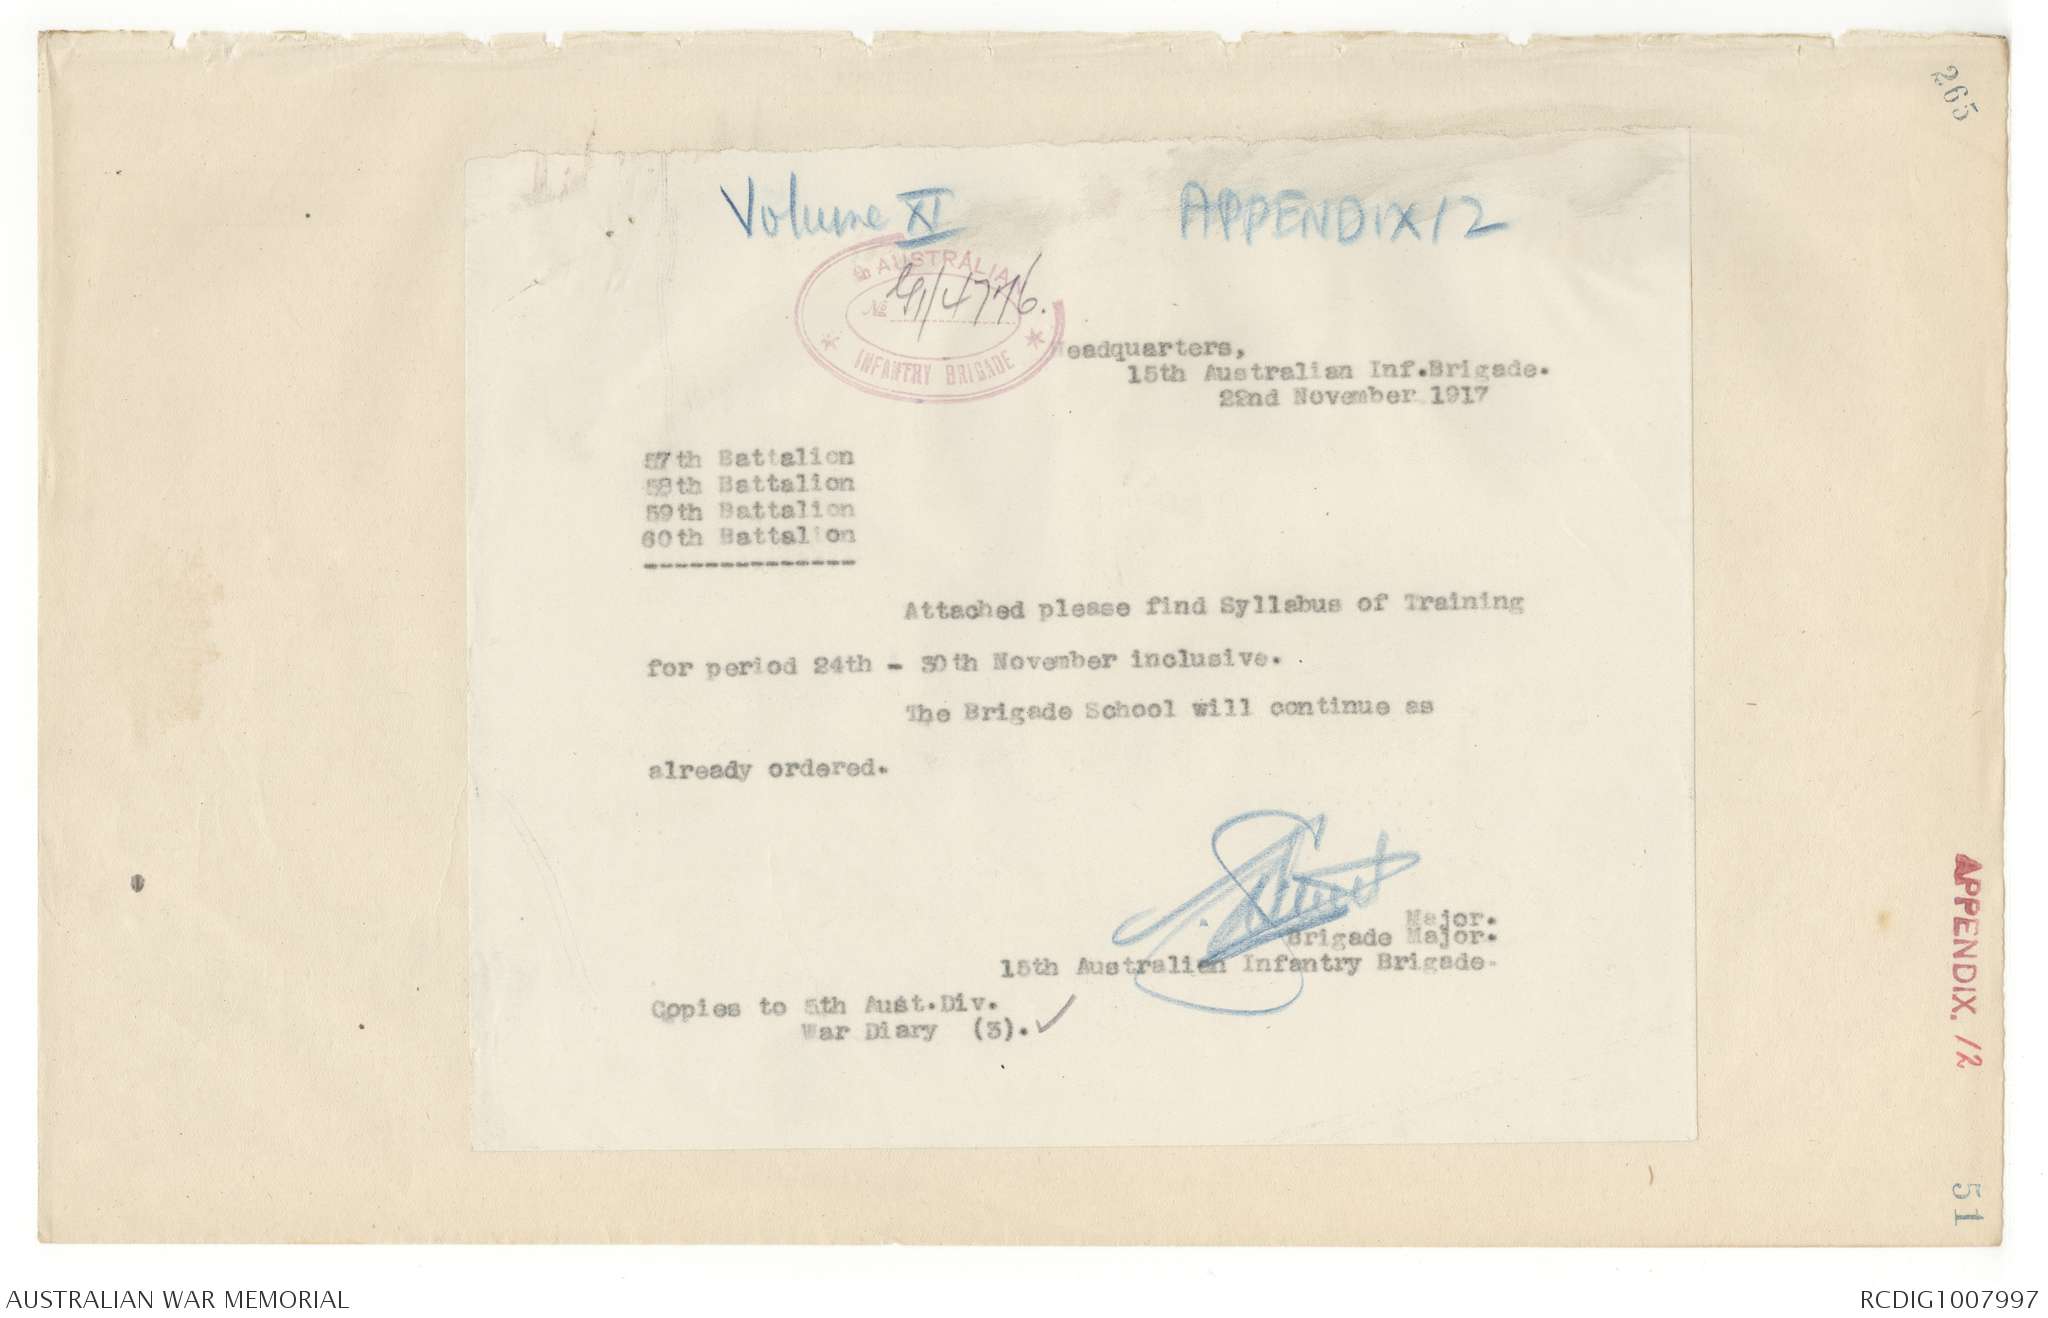 265
Volume XI APPENDIX 12
AUSTRALIAN
No G1/4776.
INFANTRY BRIGADE
Headquarters,
15th Australian Inf.Brigade.
22nd November 1917
57th Battalion
58th Battalion
59th Battalion
60th Battalion
Attached please find Syllabus of Training
for period 24th - 30th November inclusive.
The Brigade School will continue as
already ordered.
Major.
Brigade Major.
15th Australian Infantry Brigade.
Copies to 5th Aust.Div.
War Diary (3).
APPENDIX. 12
51
AUSTRALIAN WAR MEMORIAL
RCDIG1007997